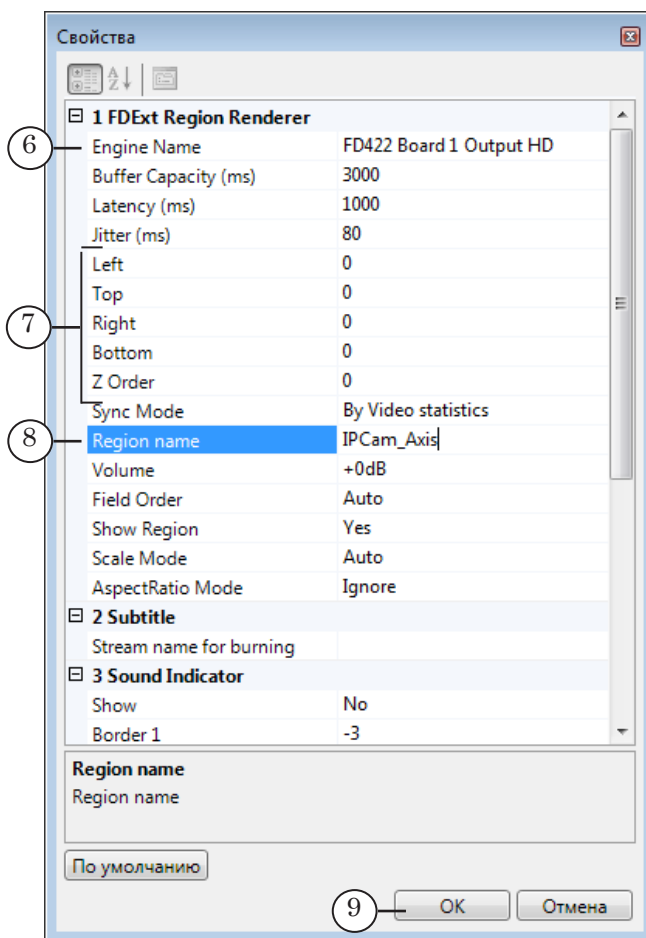 Свойства
1 FDExt Region Renderer
6 Engine Name FD422 Board 1 Output HD
Buffer Capacity (ms) 3000
Latency (ms) 1000
Jitter (ms) 80
Left 0
Top 0
7 Right 0
Bottom 0
Z Order 0
Sync Mode By Video statistics
8 Region name IPCam_Axis
Volume +0dB
Field Order Auto
Show Region Yes
Scale Mode Auto
AspectRatio Mode Ignore
2 Subtitle
Stream name for burning
3 Sound Indicator
Show No
Border 1 -3
Region name
Region name
По умолчанию
9 OK Отмена